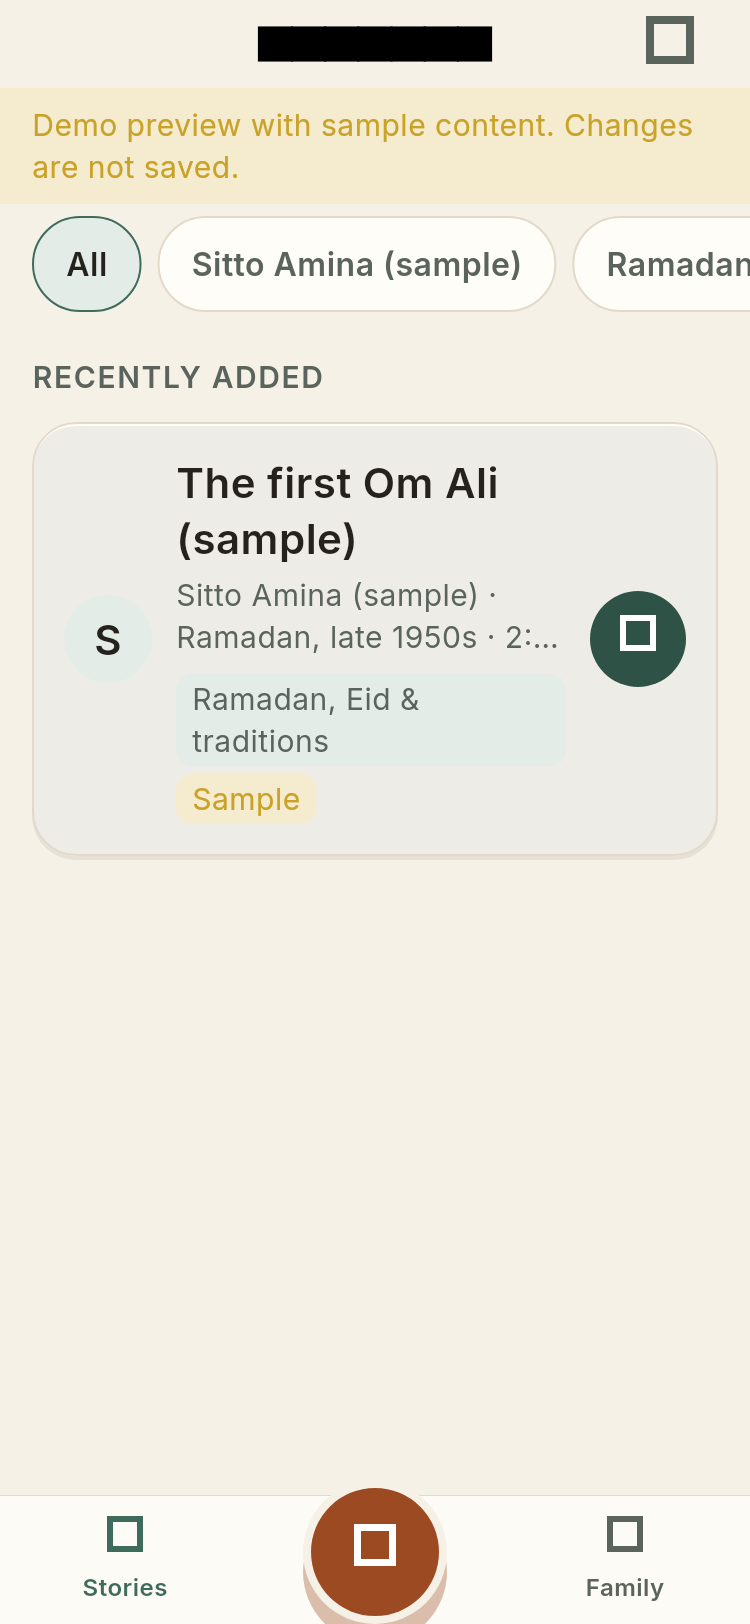 Demo preview with sample content. Changes
are not saved.
All
Sitto Amina (sample)
Ramadan
RECENTLY ADDED
The first Om Ali
(sample)
Sitto Amina (sample) ·
Ramadan, late 1950s · 2:…
Ramadan, Eid &
traditions
Sample
S
Stories
Family